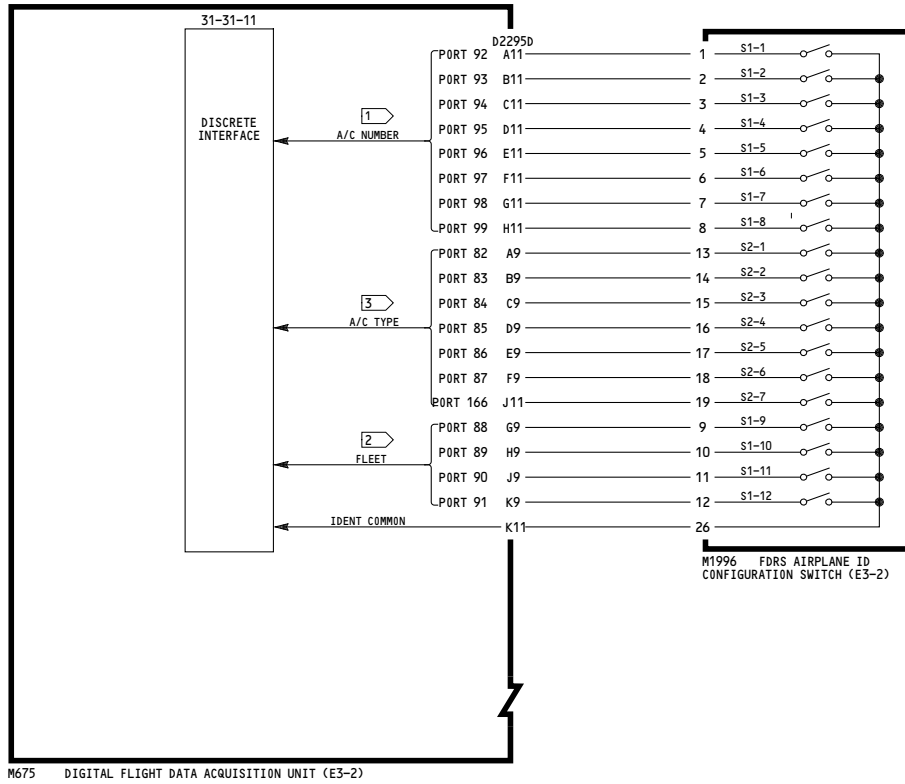 31-31-11
D2295D
PORT 92 A11 1 S1-1
PORT 93 B11 2 S1-2
PORT 94 C11 3 S1-3
DISCRETE
INTERFACE
1
A/C NUMBER
PORT 95 D11 4 S1-4
PORT 96 E11 5 S1-5
PORT 97 F11 6 S1-6
PORT 98 G11 7 S1-7
PORT 99 H11 8 S1-8
PORT 82 A9 13 S2-1
PORT 83 B9 14 S2-2
3
A/C TYPE
PORT 84 C9 15 S2-3
PORT 85 D9 16 S2-4
PORT 86 E9 17 S2-5
PORT 87 F9 18 S2-6
PORT 166 J11 19 S2-7
2
FLEET
PORT 88 G9 9 S1-9
PORT 89 H9 10 S1-10
PORT 90 J9 11 S1-11
PORT 91 K9 12 S1-12
IDENT COMMON K11 26
M1996 FDRS AIRPLANE ID
CONFIGURATION SWITCH (E3-2)
M675 DIGITAL FLIGHT DATA ACQUISITION UNIT (E3-2)